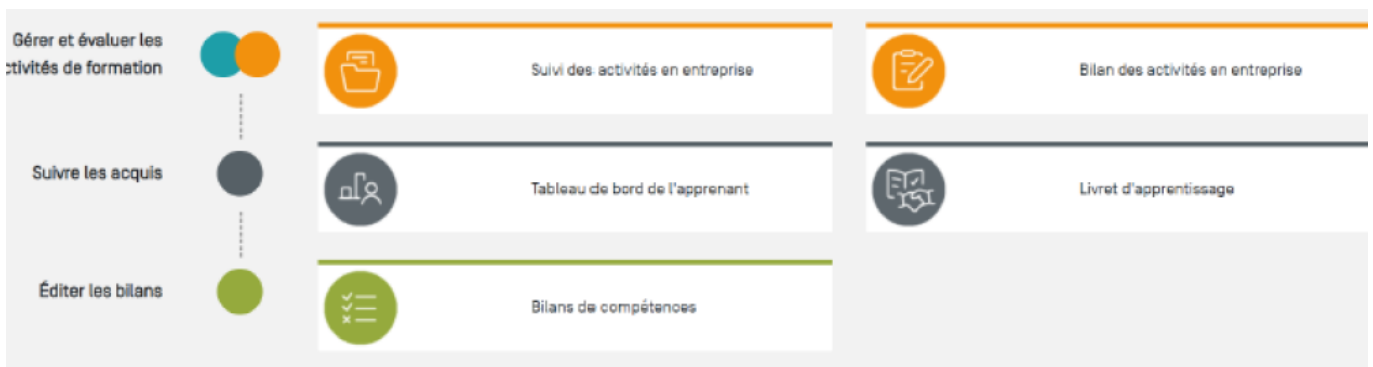 Gérer et évaluer les
ctivités de formation
Suivi des activités en entreprise
Bilan des activités en entreprise
Suivre les acquis
Tableau de bord de l'apprenant
Livret d'apprentissage
Éditer les bilans
Bilans de compétences